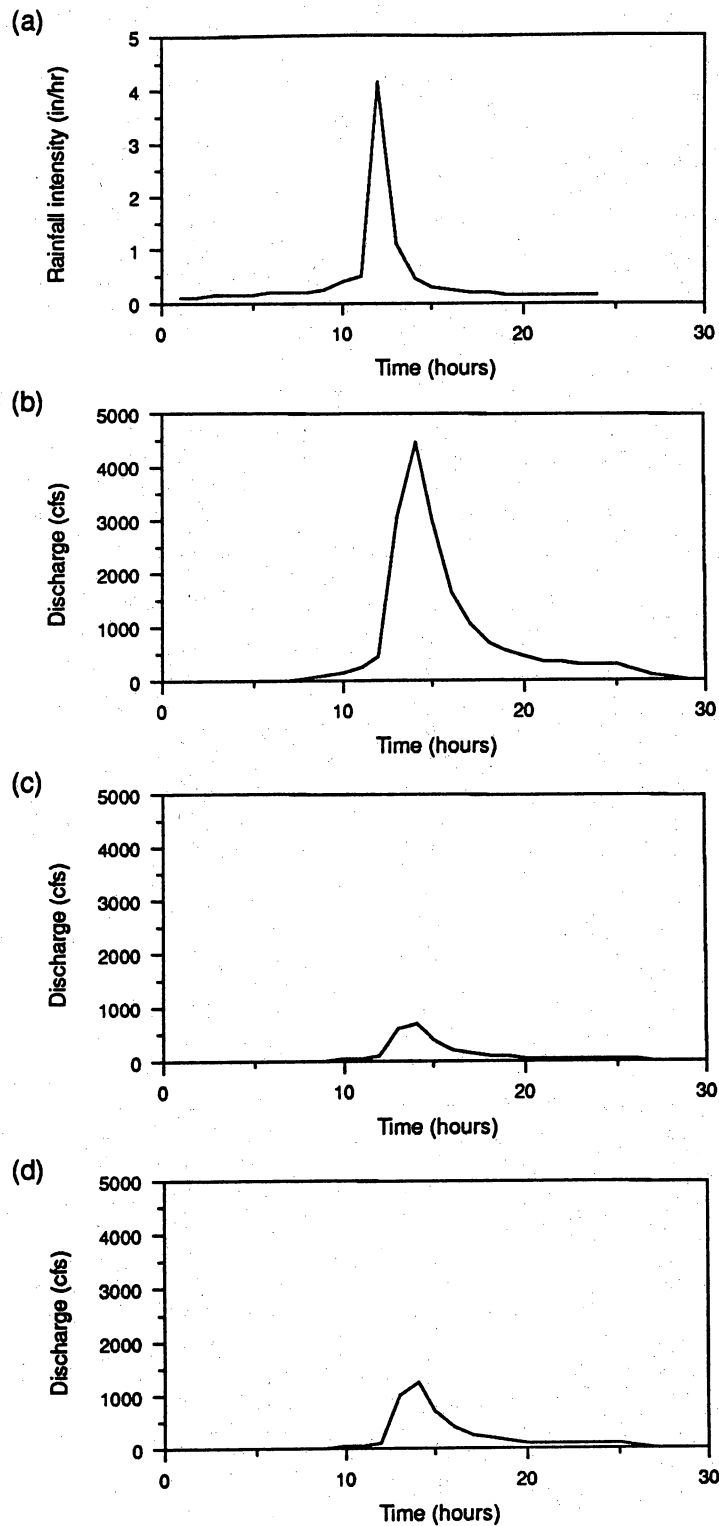 (a)
5
4
3
2
1
0
Rainfall intensity (in/hr)
0 10 20 30
Time (hours)
(b)
5000
4000
3000
2000
1000
0
Discharge (cfs)
0 10 20 30
Time (hours)
(c)
5000
4000
3000
2000
1000
0
Discharge (cfs)
0 10 20 30
Time (hours)
(d)
5000
4000
3000
2000
1000
0
Discharge (cfs)
0 10 20 30
Time (hours)